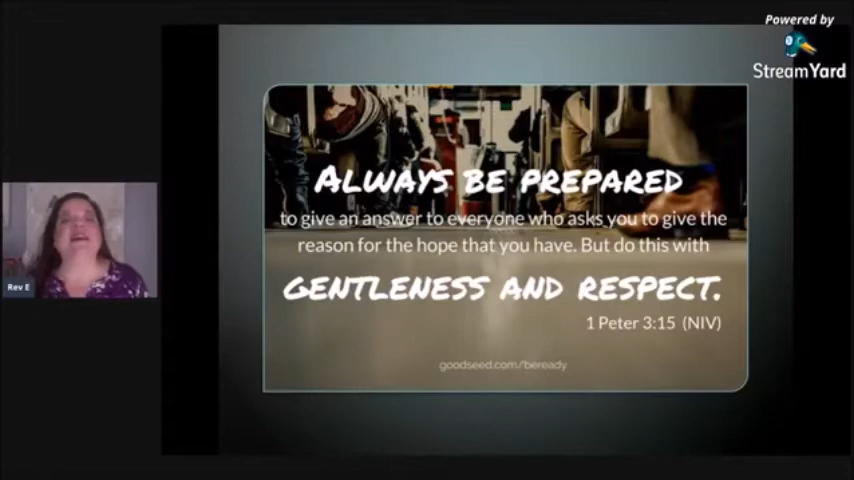 Powered by
StreamYard
ALWAYS BE PREPARED
to give an answer to everyone who asks you to give the
reason for the hope that you have. But do this with
GENTLENESS AND RESPECT.
1 Peter 3:15 (NIV)
goodseed.com/beready
Rev E